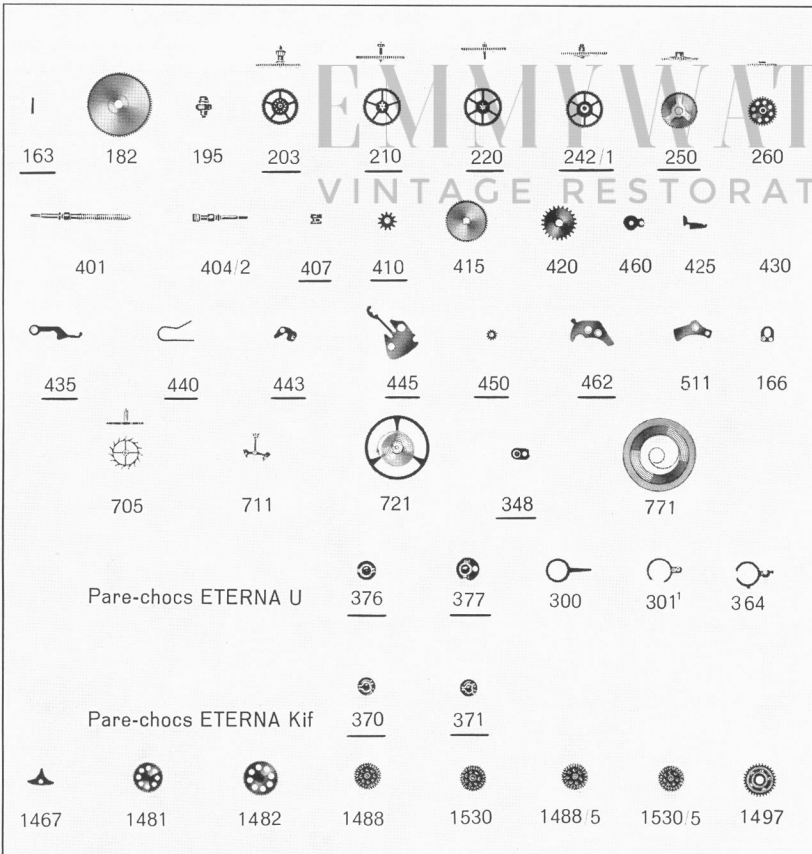 EMMYWAT
163 182 195 203 210 220 242/1 250 260
VINTAGE RESTORAT
401 404/2 407 410 415 420 460 425 430
435 440 443 445 450 462 511 166
705 711 721 348 771
Pare-chocs ETERNA U 376 377 300 301¹ 364
Pare-chocs ETERNA Kif 370 371
1467 1481 1482 1488 1530 1488/5 1530/5 1497